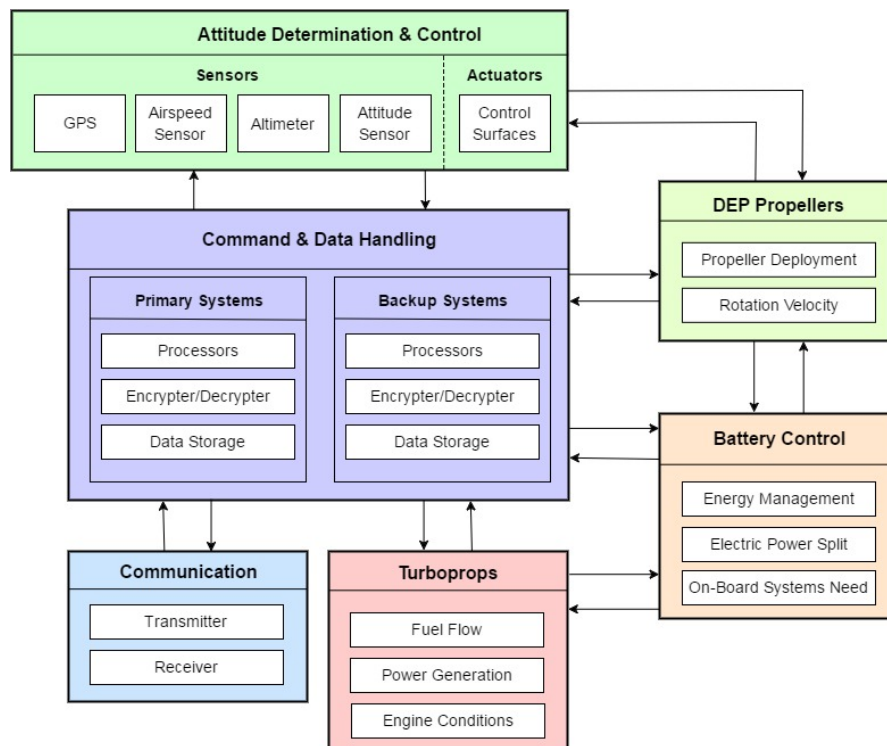 Attitude Determination & Control
Sensors
Actuators
GPS
Airspeed
Sensor
Altimeter
Attitude
Sensor
Control
Surfaces
DEP Propellers
Propeller Deployment
Rotation Velocity
Command & Data Handling
Primary Systems
Processors
Encrypter/Decrypter
Data Storage
Backup Systems
Processors
Encrypter/Decrypter
Data Storage
Battery Control
Energy Management
Electric Power Split
On-Board Systems Need
Communication
Transmitter
Receiver
Turboprops
Fuel Flow
Power Generation
Engine Conditions